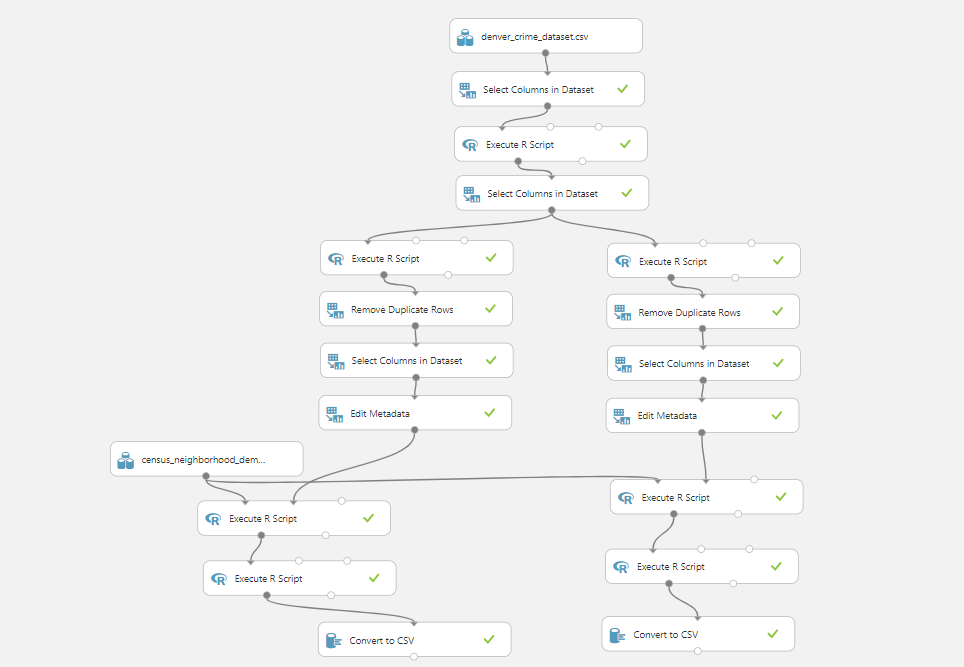 denver_crime_dataset.csv
Select Columns in Dataset
Execute R Script
Select Columns in Dataset
Execute R Script
Execute R Script
Remove Duplicate Rows
Remove Duplicate Rows
Select Columns in Dataset
Select Columns in Dataset
Edit Metadata
Edit Metadata
census_neighborhood_dem...
Execute R Script
Execute R Script
Execute R Script
Execute R Script
Convert to CSV
Convert to CSV